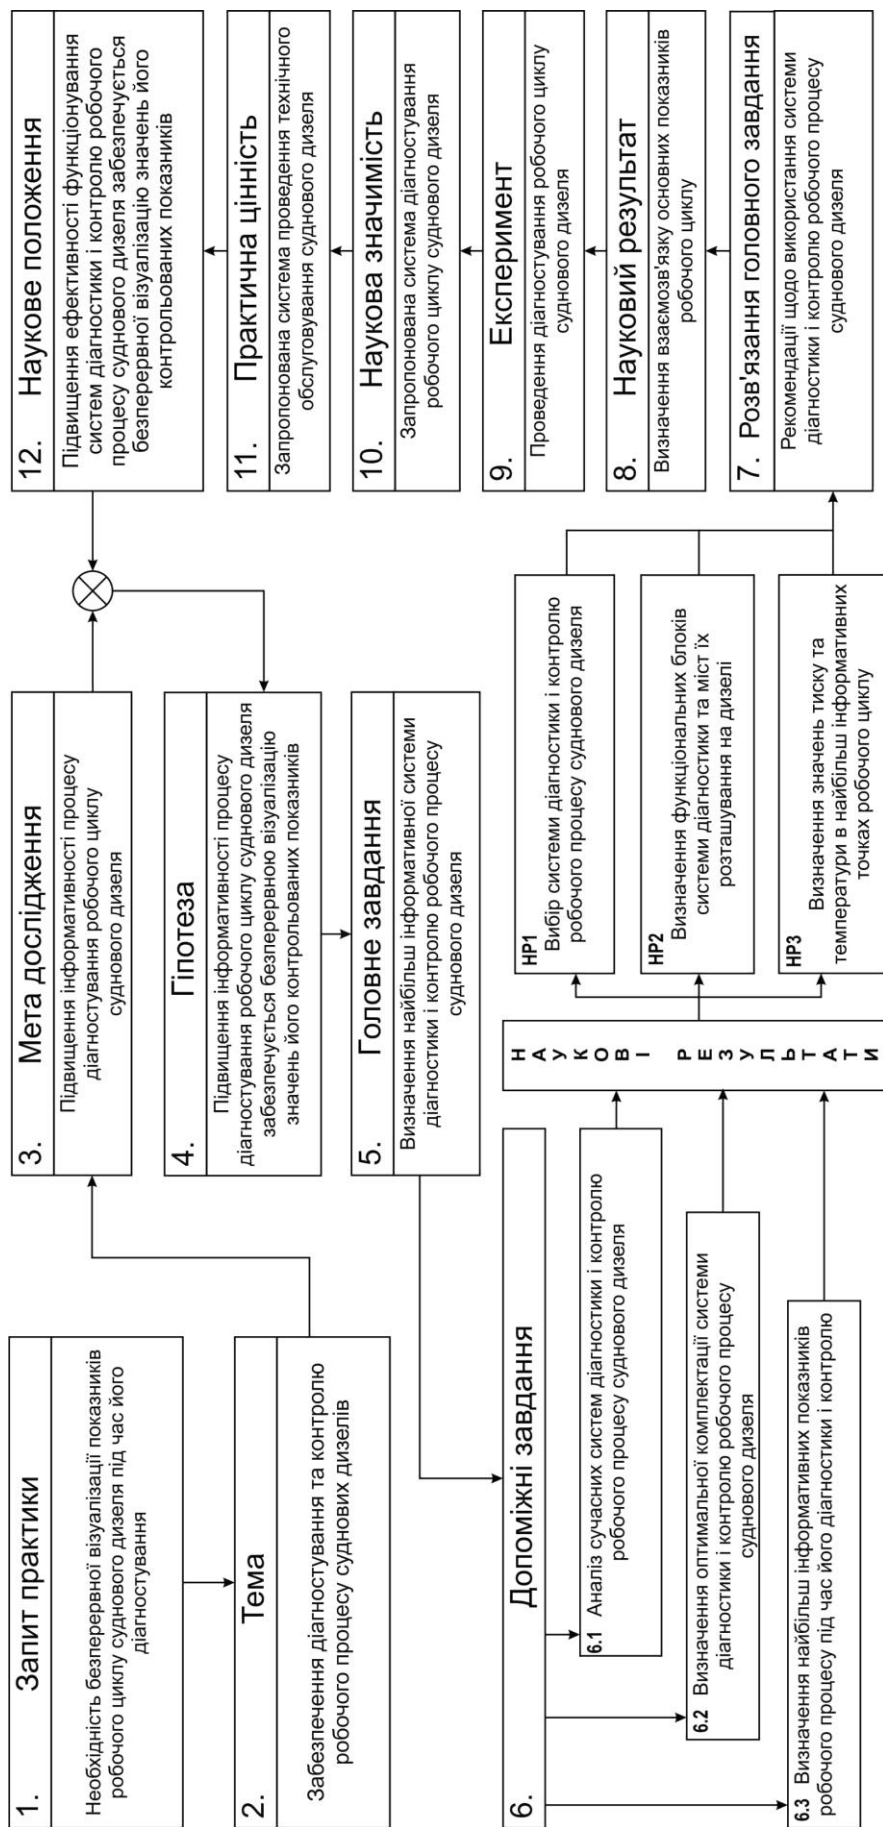 1. Запит практики
Необхідність безперервної візуалізації показників
робочого циклу суднового дизеля під час його
діагностування
2. Тема
Забезпечення діагностування та контролю
робочого процесу суднових дизелів
3. Мета дослідження
Підвищення інформативності процесу
діагностування робочого циклу
суднового дизеля
4. Гіпотеза
Підвищення інформативності процесу
діагностування робочого циклу суднового дизеля
забезпечується безперервною візуалізацію
значень його контрольованих показників
5. Головне завдання
Визначення найбільш інформативної системи
діагностики і контролю робочого процесу
суднового дизеля
6. Допоміжні завдання
6.1 Аналіз сучасних систем діагностики і контролю
робочого процесу суднового дизеля
6.2 Визначення оптимальної комплектації системи
діагностики і контролю робочого процесу
суднового дизеля
6.3 Визначення найбільш інформативних показників
робочого процесу під час його діагностики і контролю
НАУКОВІ РЕЗУЛЬТАТИ
НР1
Вибір системи діагностики і контролю
робочого процесу суднового дизеля
НР2
Визначення функціональних блоків
системи діагностики та міст їх
розташування на дизелі
НР3
Визначення значень тиску та
температури в найбільш інформативних
точках робочого циклу
7. Розв'язання головного завдання
Рекомендації щодо використання системи
діагностики і контролю робочого процесу
суднового дизеля
8. Науковий результат
Визначення взаємозв'язку основних показників
робочого циклу
9. Експеримент
Проведення діагностування робочого циклу
суднового дизеля
10. Наукова значимість
Запропонована система діагностування
робочого циклу суднового дизеля
11. Практична цінність
Запропонована система проведення технічного
обслуговування суднового дизеля
12. Наукове положення
Підвищення ефективності функціонування
систем діагностики і контролю робочого
процесу суднового дизеля забезпечується
безперервної візуалізацію значень його
контрольованих показників